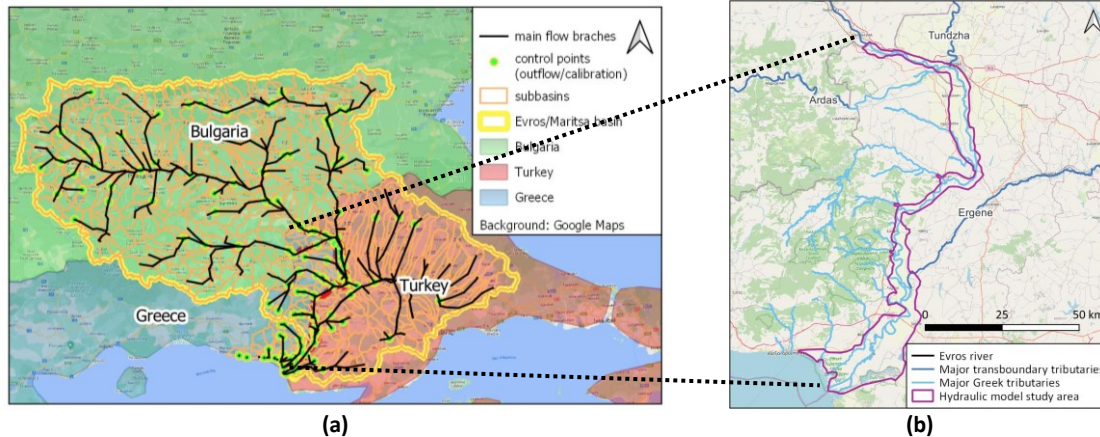 main flow braches
control points
(outflow/calibration)
subbasins
Evros/Maritsa basin
Bulgaria
Turkey
Greece
Background: Google Maps
Bulgaria
Greece
Turkey
(a)
Tundzha
Ardas
Ergene
0 25 50 km
Evros river
Major transboundary tributaries
Major Greek tributaries
Hydraulic model study area
(b)